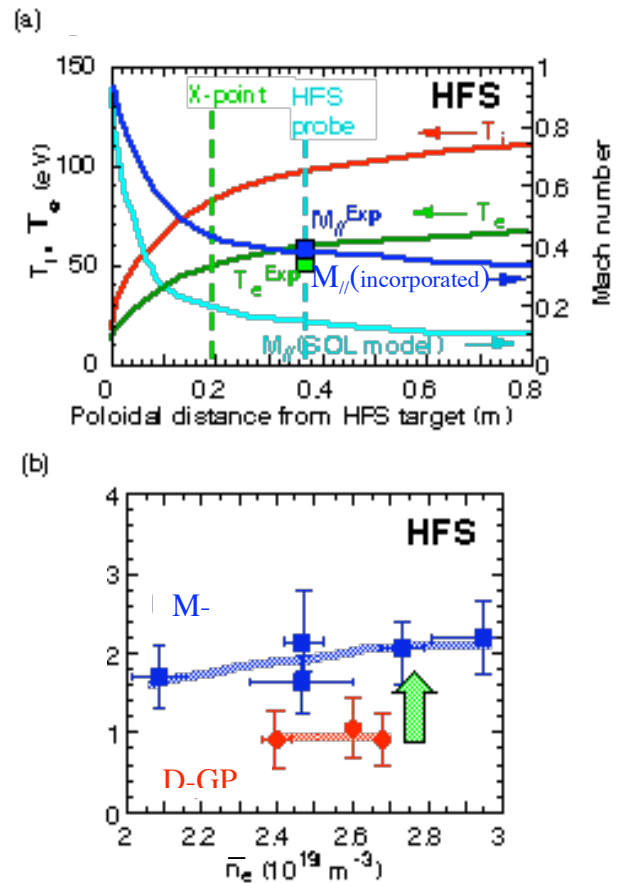 (a)
150
1
X-point
HFS
HFS
probe
T_i
0.8
100
M_//^Exp
0.6
T_i, T_e (eV)
Mach number
T_e
0.4
50
T_e^Exp
M_//(incorporated)
0.2
M_//(SOL model)
0
0
0 0.2 0.4 0.6 0.8
Poloidal distance from HFS target (m)
(b)
4
HFS
3
M-
2
1
D-GP
0
2 2.2 2.4 2.6 2.8 3
n̅_e (10^19 m^-3)